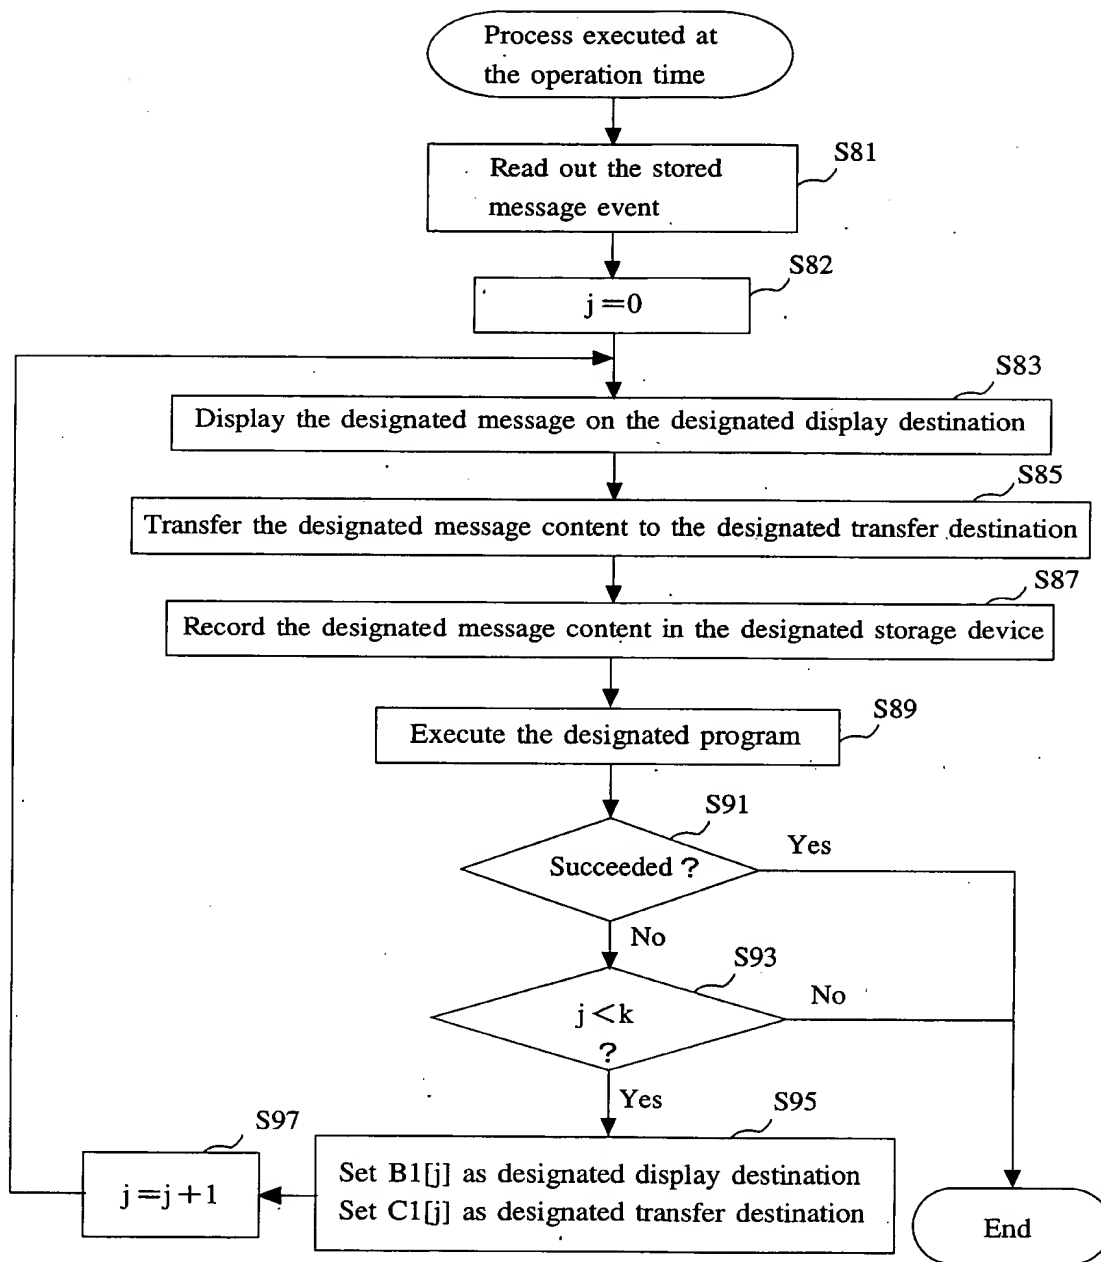 Process executed at
the operation time
S81
Read out the stored
message event
S82
j=0
S83
Display the designated message on the designated display destination
S85
Transfer the designated message content to the designated transfer destination
S87
Record the designated message content in the designated storage device
S89
Execute the designated program
S91
Succeeded ?
Yes
No
S93
j<k
?
No
Yes
S95
Set B1[j] as designated display destination
Set C1[j] as designated transfer destination
S97
j=j+1
End